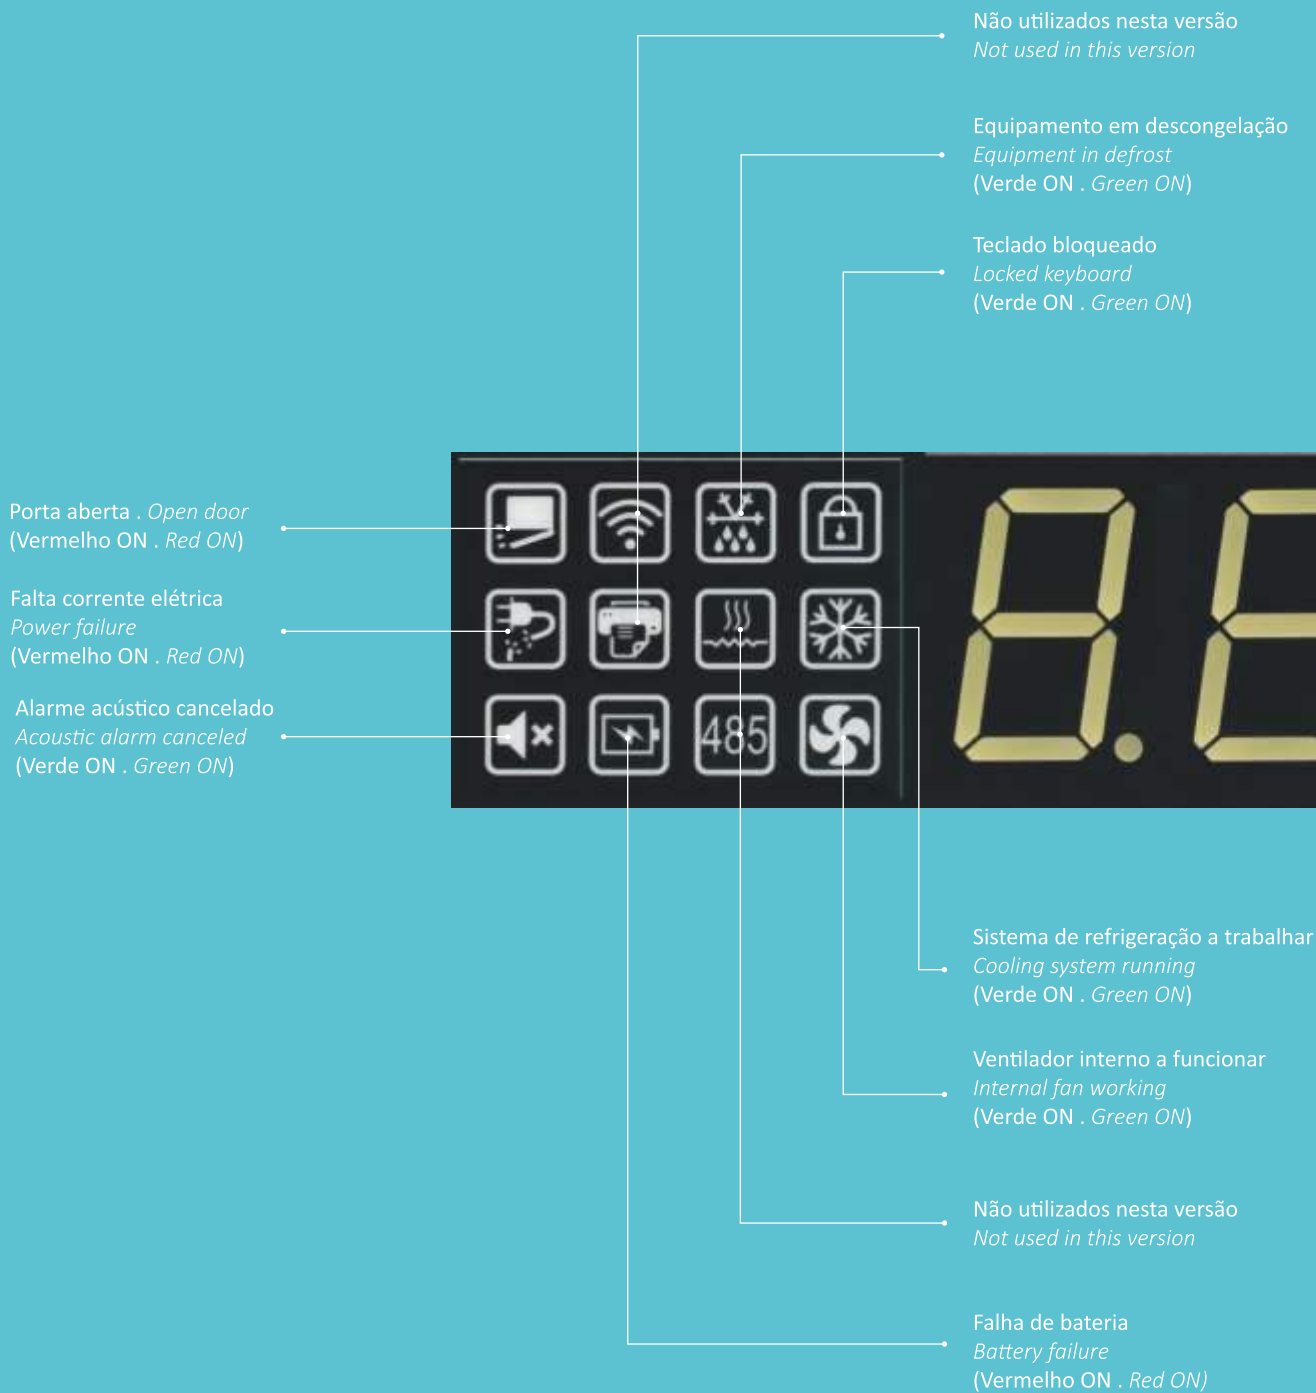 Não utilizados nesta versão
Not used in this version
Equipamento em descongelação
Equipment in defrost
(Verde ON . Green ON)
Teclado bloqueado
Locked keyboard
(Verde ON . Green ON)
Porta aberta . Open door
(Vermelho ON . Red ON)
Falta corrente elétrica
Power failure
(Vermelho ON . Red ON)
Alarme acústico cancelado
Acoustic alarm canceled
(Verde ON . Green ON)
485
8.
Sistema de refrigeração a trabalhar
Cooling system running
(Verde ON . Green ON)
Ventilador interno a funcionar
Internal fan working
(Verde ON . Green ON)
Não utilizados nesta versão
Not used in this version
Falha de bateria
Battery failure
(Vermelho ON . Red ON)